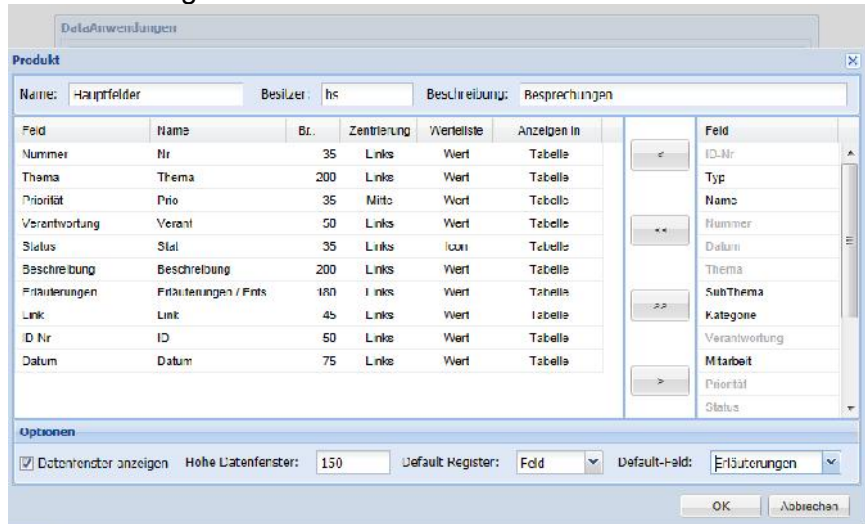 DataAnwendungen
Produkt
Name: Hauptfelder Besitzer: hs Beschreibung: Besprechungen
Feld Name Br.. Zentrierung Werteliste Anzeigen in Feld
Nummer Nr 35 Links Wert Tabelle < ID-Nr
Thema Thema 200 Links Wert Tabelle Typ
Priorität Prio 35 Mitte Wert Tabelle Name
Verantwortung Verant 50 Links Wert Tabelle << Nummer
Status Stat 35 Links Icon Tabelle Datum
Beschreibung Beschreibung 200 Links Wert Tabelle Thema
Erläuterungen Erläuterungen / Ents 180 Links Wert Tabelle >> SubThema
Link Link 45 Links Wert Tabelle Kategorie
ID Nr ID 50 Links Wert Tabelle Verantwortung
Datum Datum 75 Links Wert Tabelle Mitarbeit
> Priorität
Status
Optionen
Datenfenster anzeigen Höhe Datenfenster: 150 Default Register: Feld Default-Feld: Erläuterungen
OK Abbrechen